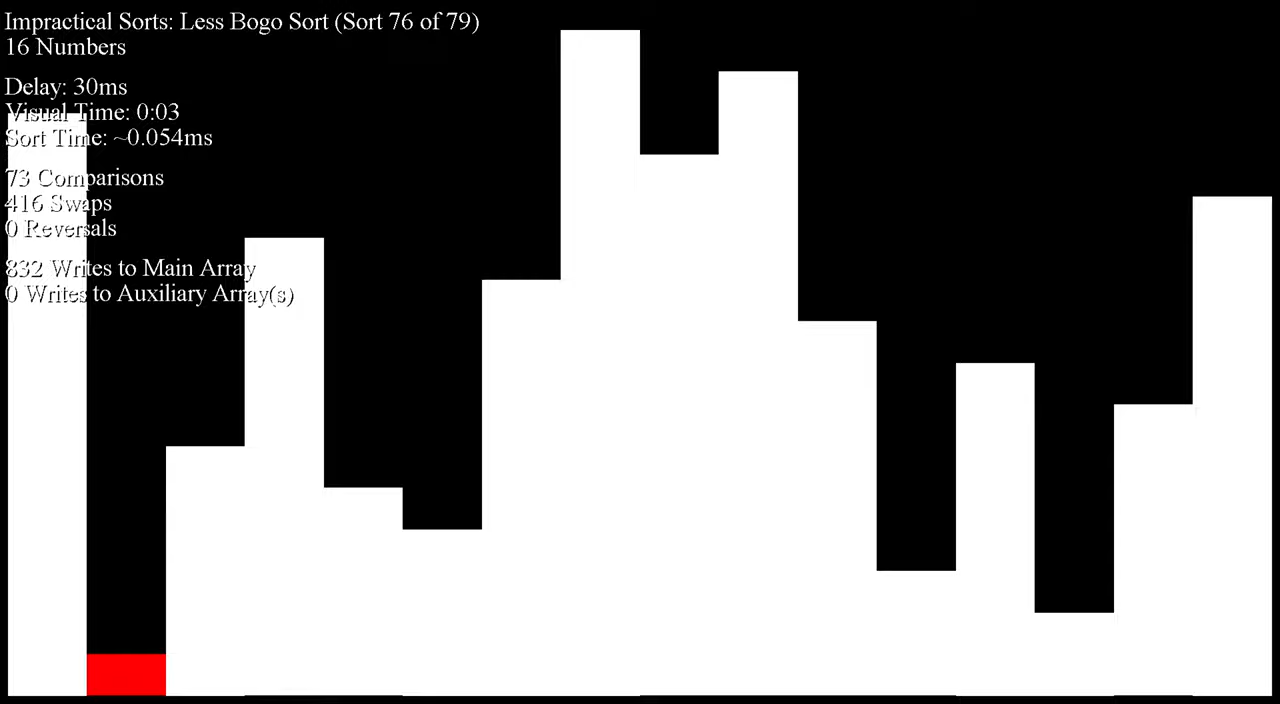 Impractical Sorts: Less Bogo Sort (Sort 76 of 79)
16 Numbers
Delay: 30ms
Visual Time: 0:03
Sort Time: ~0.054ms
73 Comparisons
416 Swaps
0 Reversals
832 Writes to Main Array
0 Writes to Auxiliary Array(s)